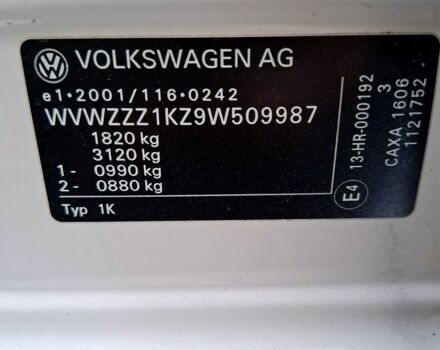 VOLKSWAGEN AG
e1*2001/116*0242
WVWZZZ1KZ9W509987
1820 kg
3120 kg
1- 0990 kg
2- 0880 kg
Typ 1K
E4
13-HR-000192
3
CAXA 1606
1121752